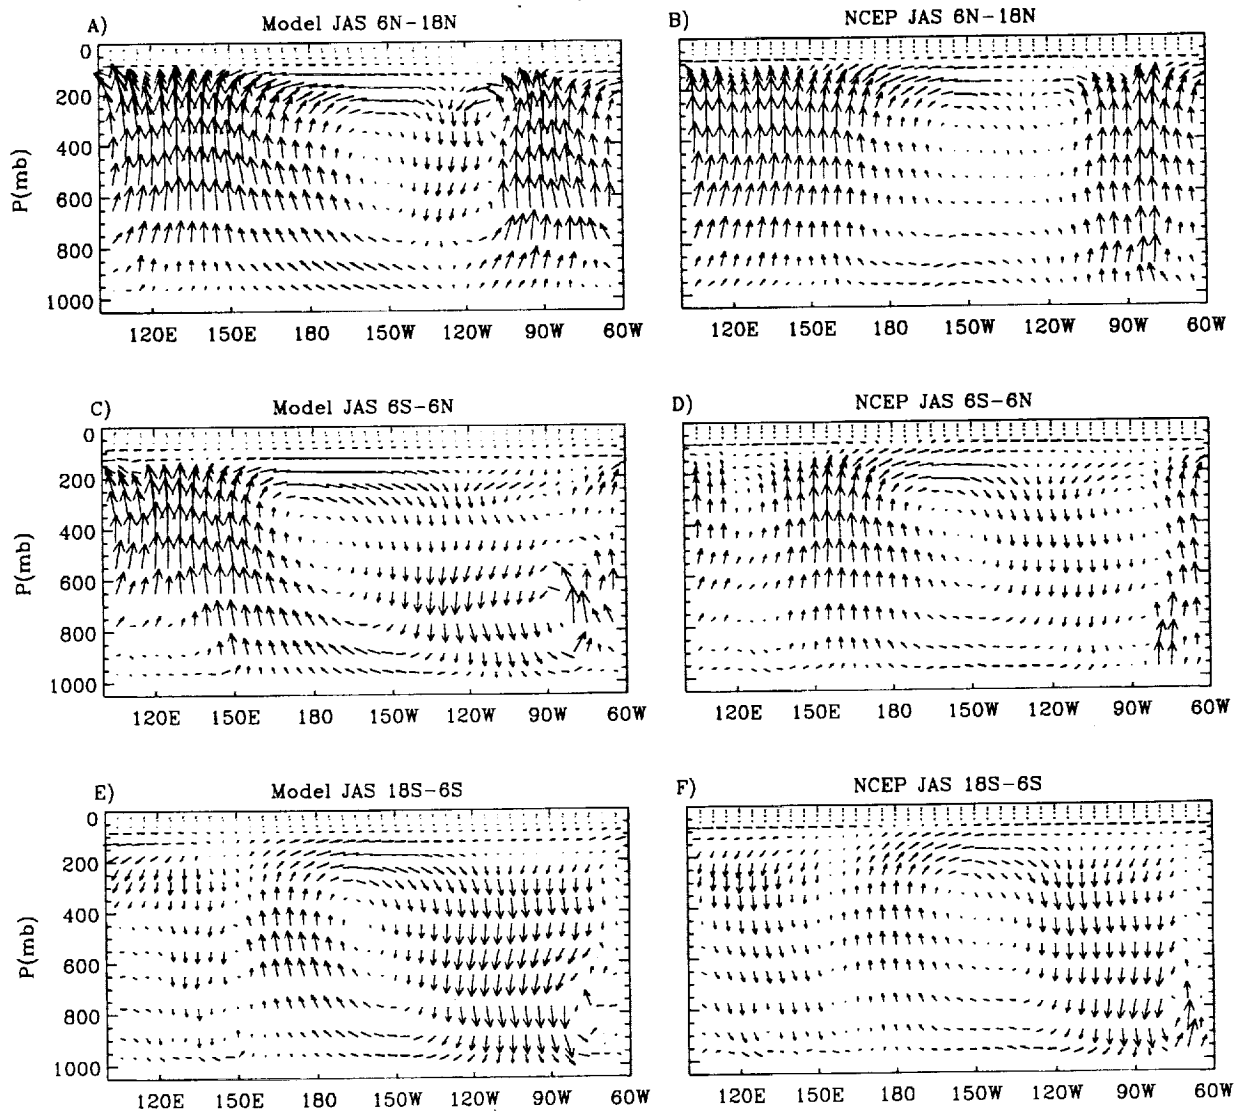 A) Model JAS 6N-18N
B) NCEP JAS 6N-18N
P(mb)
0
200
400
600
800
1000
120E 150E 180 150W 120W 90W 60W
120E 150E 180 150W 120W 90W 60W
C) Model JAS 6S-6N
D) NCEP JAS 6S-6N
P(mb)
0
200
400
600
800
1000
120E 150E 180 150W 120W 90W 60W
120E 150E 180 150W 120W 90W 60W
E) Model JAS 18S-6S
F) NCEP JAS 18S-6S
P(mb)
0
200
400
600
800
1000
120E 150E 180 150W 120W 90W 60W
120E 150E 180 150W 120W 90W 60W